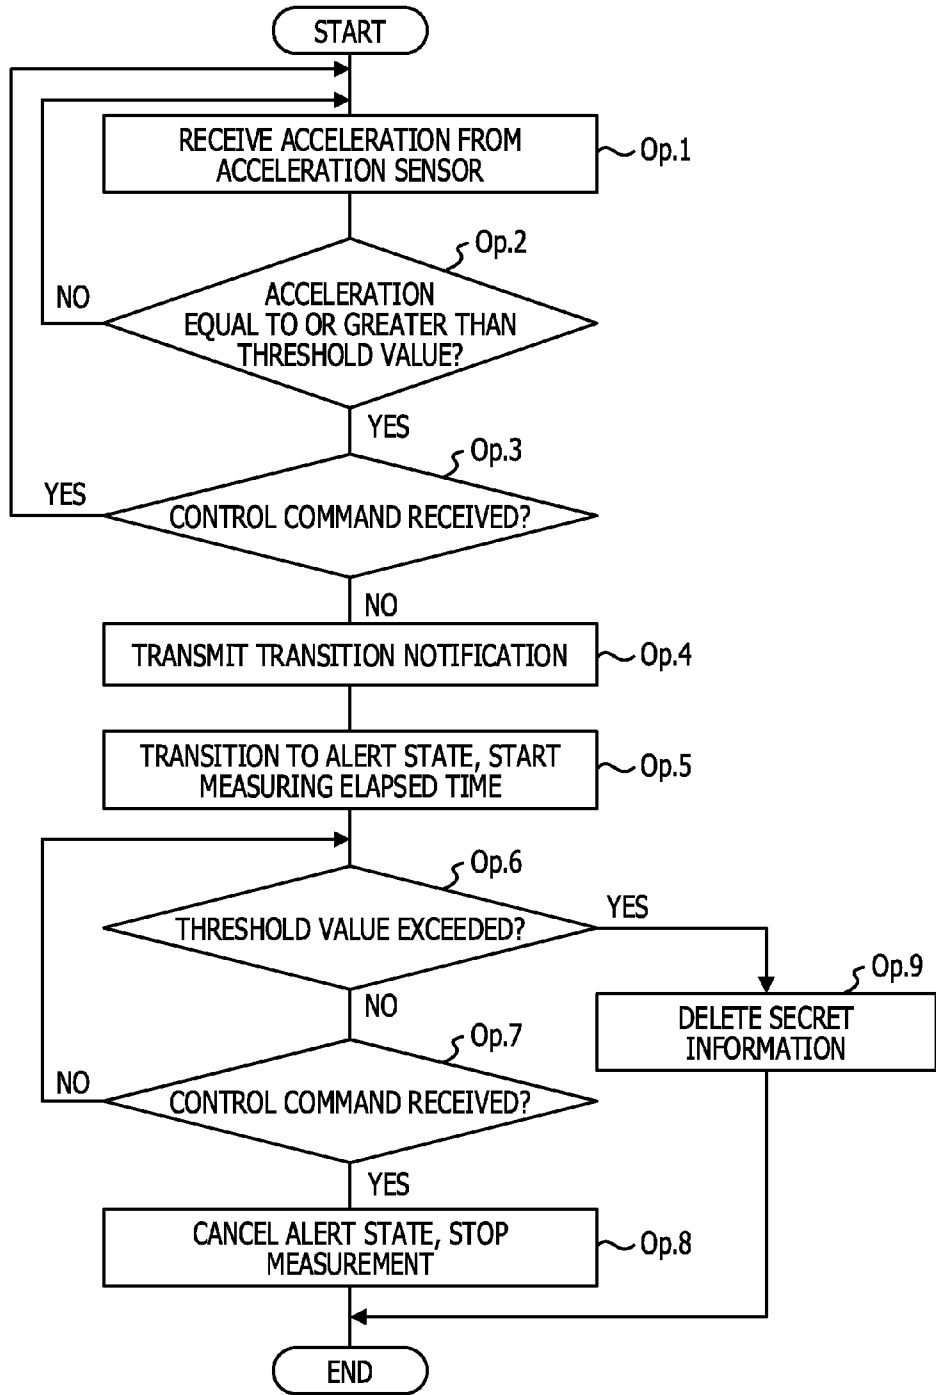 START
RECEIVE ACCELERATION FROM
ACCELERATION SENSOR
Op.1
Op.2
ACCELERATION
EQUAL TO OR GREATER THAN
THRESHOLD VALUE?
NO
YES
Op.3
YES
CONTROL COMMAND RECEIVED?
NO
TRANSMIT TRANSITION NOTIFICATION
Op.4
TRANSITION TO ALERT STATE, START
MEASURING ELAPSED TIME
Op.5
Op.6
THRESHOLD VALUE EXCEEDED?
YES
NO
Op.9
DELETE SECRET
INFORMATION
Op.7
NO
CONTROL COMMAND RECEIVED?
YES
CANCEL ALERT STATE, STOP
MEASUREMENT
Op.8
END